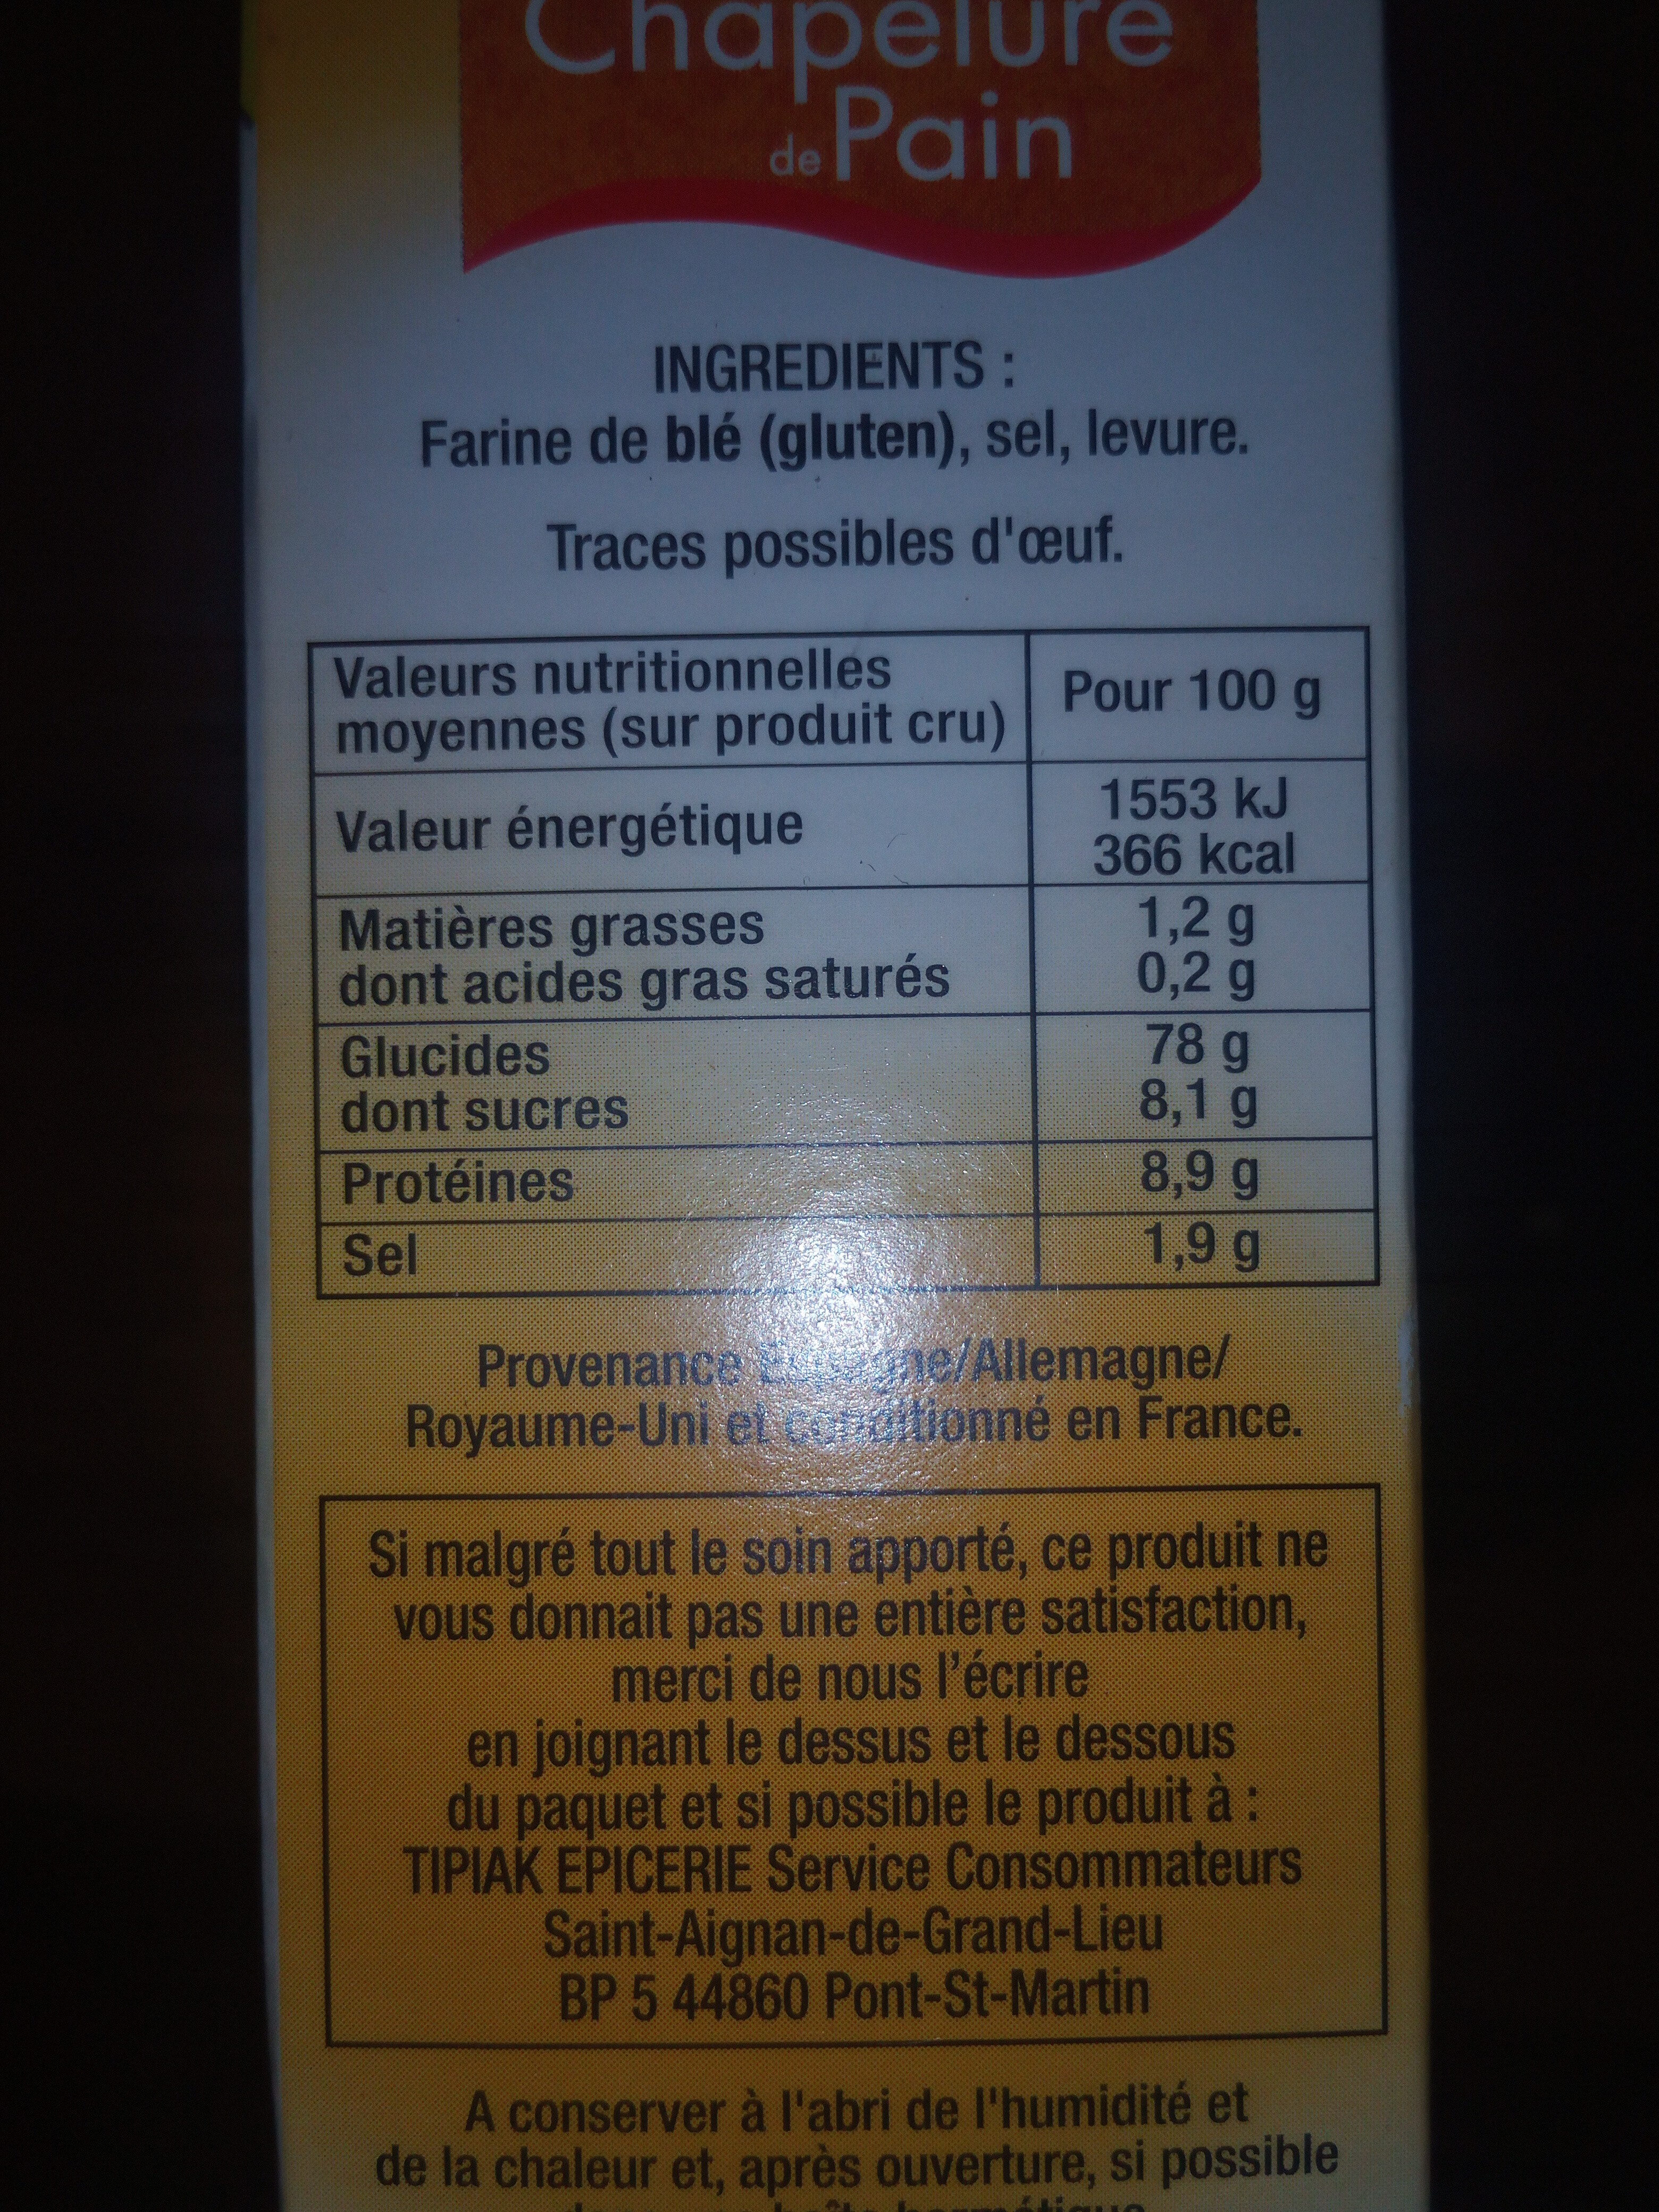 Chapelure
de Pain
INGREDIENTS :
Farine de blé (gluten), sel, levure.
Traces possibles d'œuf.
Valeurs nutritionnelles
moyennes (sur produit cru)
Pour 100 g
Valeur énergétique
1553 kJ
366 kcal
Matières grasses
1,2 g
dont acides gras saturés
0,2 g
Glucides
78 g
dont sucres
8,1 g
Protéines
8,9 g
Sel
1,9 g
Provenance Espagne/Allemagne/
Royaume-Uni et conditionné en France.
Si malgré tout le soin apporté, ce produit ne
vous donnait pas une entière satisfaction,
merci de nous l'écrire
en joignant le dessus et le dessous
du paquet et si possible le produit à :
TIPIAK EPICERIE Service Consommateurs
Saint-Aignan-de-Grand-Lieu
BP 5 44860 Pont-St-Martin
A conserver à l'abri de l'humidité et
de la chaleur et, après ouverture, si possible